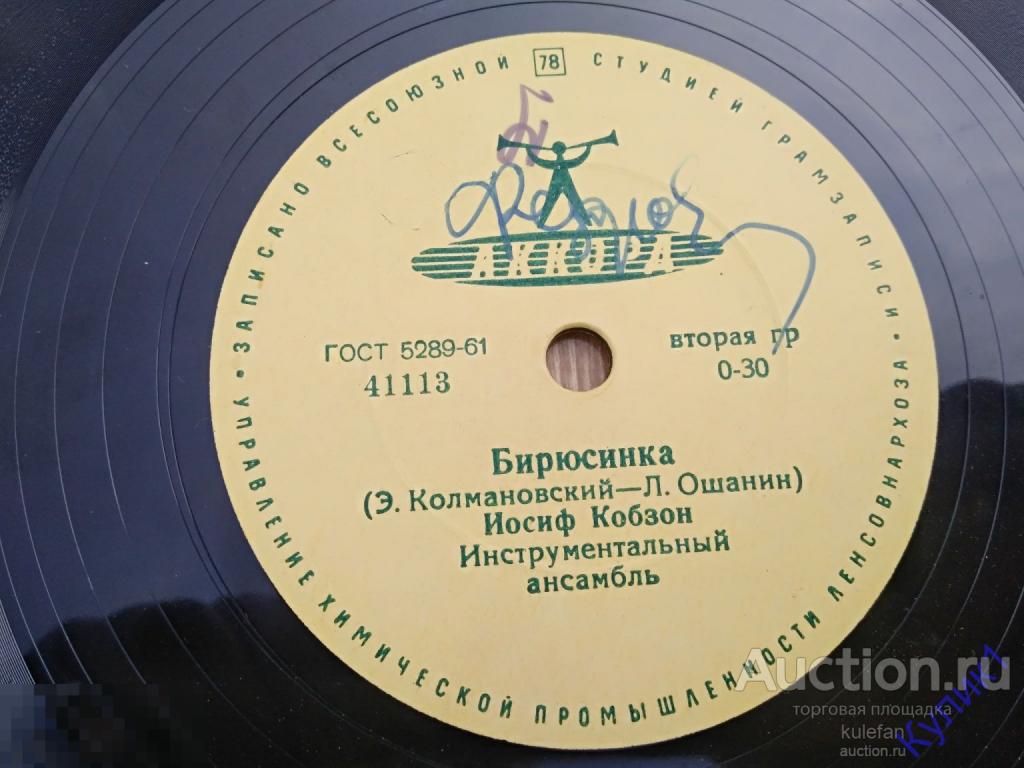 ЗАПИСАНО ВСЕСОЮЗНОЙ 78 СТУДИЕЙ ГРАМЗАПИСИ •
УПРАВЛЕНИЕ ХИМИЧЕСКОЙ ПРОМЫШЛЕННОСТИ ЛЕНСОВНАРХОЗА •
АККОРД
ГОСТ 5289-61
41113
вторая гр
0-30
Бирюсинка
(Э. Колмановский—Л. Ошанин)
Иосиф Кобзон
Инструментальный
ансамбль
Auction.ru
торговая площадка
kulefan
auction.ru
Кулик1